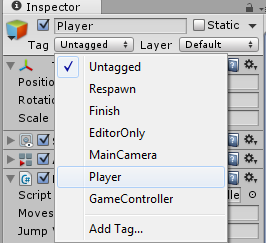 Inspector
Player
Static
Tag Untagged Layer Default
Untagged
Respawn
Finish
EditorOnly
MainCamera
Player
GameController
Add Tag...
Positio
Rotatio
Scale
Script
Moves
Jump V